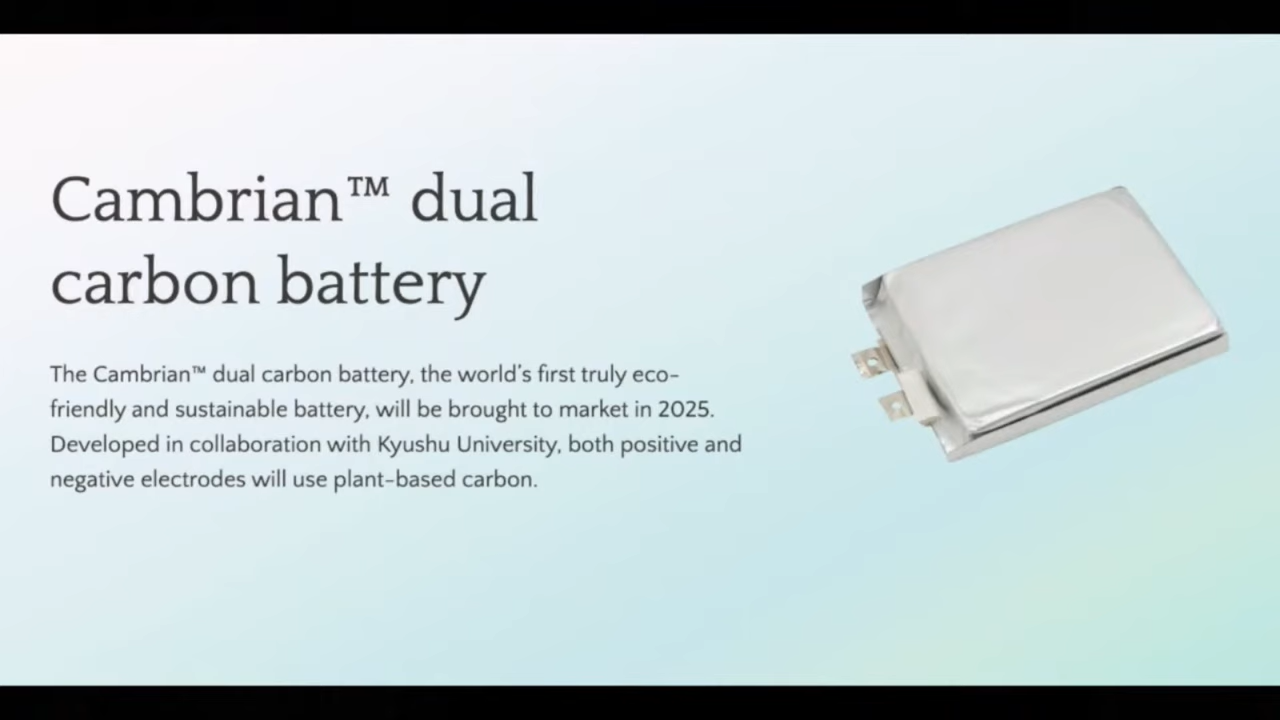 Cambrian™ dual
carbon battery
The Cambrian™ dual carbon battery, the world's first truly eco-
friendly and sustainable battery, will be brought to market in 2025.
Developed in collaboration with Kyushu University, both positive and
negative electrodes will use plant-based carbon.